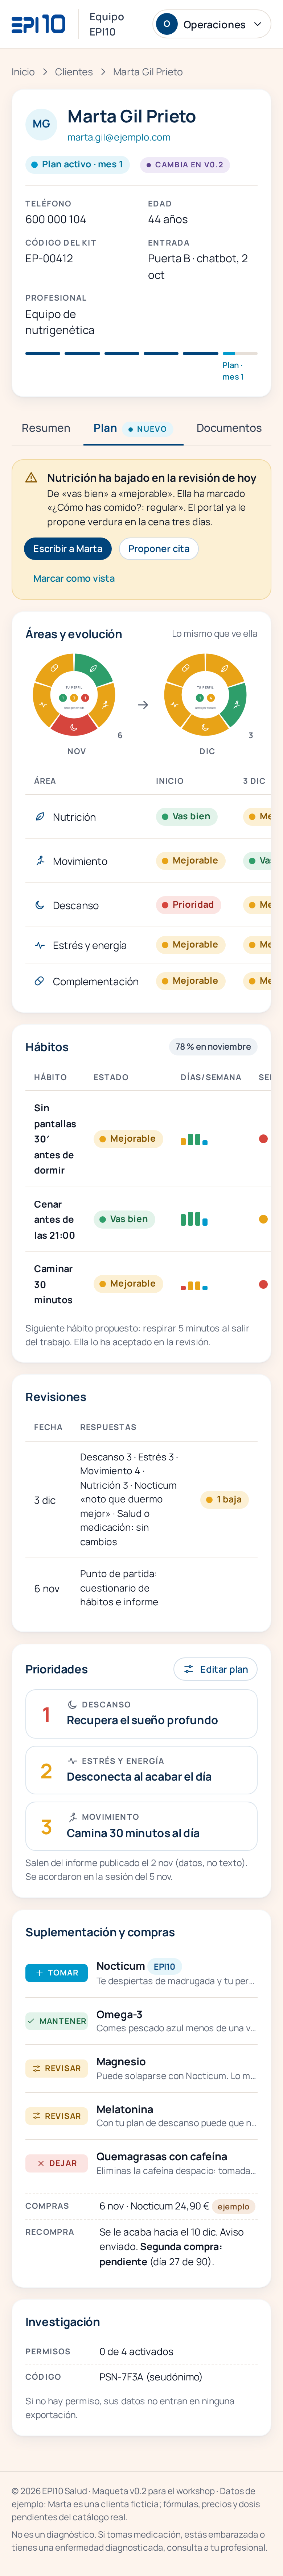 EPI10
Equipo
EPI10
O Operaciones
Inicio > Clientes > Marta Gil Prieto
MG
Marta Gil Prieto
marta.gil@ejemplo.com
Plan activo · mes 1
CAMBIA EN V0.2
TELÉFONO
600 000 104
EDAD
44 años
CÓDIGO DEL KIT
EP-00412
ENTRADA
Puerta B · chatbot, 2
oct
PROFESIONAL
Equipo de
nutrigenética
Plan ·
mes 1
Resumen
Plan
NUEVO
Documentos
Nutrición ha bajado en la revisión de hoy
De «vas bien» a «mejorable». Ella ha marcado
«¿Cómo has comido?: regular». El portal ya le
propone verdura en la cena tres días.
Escribir a Marta
Proponer cita
Marcar como vista
Áreas y evolución
Lo mismo que ve ella
TU PERFIL
6
NOV
TU PERFIL
3
DIC
ÁREA INICIO 3 DIC
Nutrición Vas bien
Movimiento Mejorable
Descanso Prioridad
Estrés y energía Mejorable
Complementación Mejorable
Hábitos
78 % en noviembre
HÁBITO ESTADO DÍAS/SEMANA
Sin
pantallas
30′
antes de
dormir
Mejorable
Cenar
antes de
las 21:00
Vas bien
Caminar
30
minutos
Mejorable
Siguiente hábito propuesto: respirar 5 minutos al salir
del trabajo. Ella lo ha aceptado en la revisión.
Revisiones
FECHA RESPUESTAS
3 dic
Descanso 3 · Estrés 3 ·
Movimiento 4 ·
Nutrición 3 · Nocticum
«noto que duermo
mejor» · Salud o
medicación: sin
cambios
1 baja
6 nov
Punto de partida:
cuestionario de
hábitos e informe
Prioridades
Editar plan
1
DESCANSO
Recupera el sueño profundo
2
ESTRÉS Y ENERGÍA
Desconecta al acabar el día
3
MOVIMIENTO
Camina 30 minutos al día
Salen del informe publicado el 2 nov (datos, no texto).
Se acordaron en la sesión del 5 nov.
Suplementación y compras
TOMAR
Nocticum EPI10
Te despiertas de madrugada y tu per…
MANTENER
Omega-3
Comes pescado azul menos de una v…
REVISAR
Magnesio
Puede solaparse con Nocticum. Lo m…
REVISAR
Melatonina
Con tu plan de descanso puede que n…
DEJAR
Quemagrasas con cafeína
Eliminas la cafeína despacio: tomada…
COMPRAS 6 nov · Nocticum 24,90 € ejemplo
RECOMPRA Se le acaba hacia el 10 dic. Aviso
enviado. Segunda compra:
pendiente (día 27 de 90).
Investigación
PERMISOS 0 de 4 activados
CÓDIGO PSN-7F3A (seudónimo)
Si no hay permiso, sus datos no entran en ninguna
exportación.
© 2026 EPI10 Salud · Maqueta v0.2 para el workshop · Datos de
ejemplo: Marta es una clienta ficticia; fórmulas, precios y dosis
pendientes del catálogo real.
No es un diagnóstico. Si tomas medicación, estás embarazada o
tienes una enfermedad diagnosticada, consulta a tu profesional.